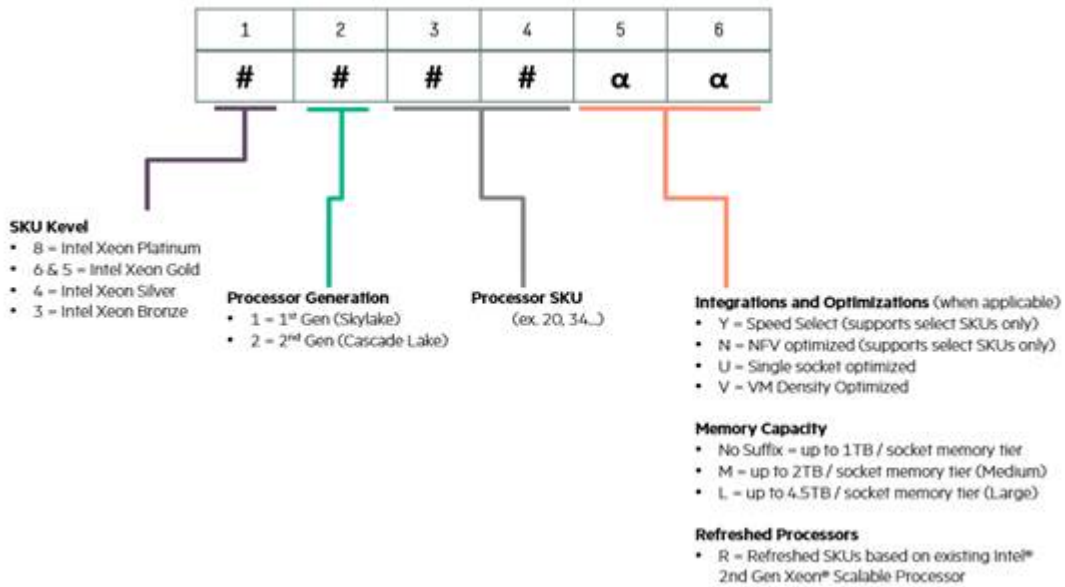 1 2 3 4 5 6
# # # # α α
SKU Kevel
• 8 = Intel Xeon Platinum
• 6 & 5 = Intel Xeon Gold
• 4 = Intel Xeon Silver
• 3 = Intel Xeon Bronze
Processor Generation
• 1 = 1st Gen (Skylake)
• 2 = 2nd Gen (Cascade Lake)
Processor SKU
(ex. 20, 34...)
Integrations and Optimizations (when applicable)
• Y = Speed Select (supports select SKUs only)
• N = NFV optimized (supports select SKUs only)
• U = Single socket optimized
• V = VM Density Optimized
Memory Capacity
• No Suffix = up to 1TB / socket memory tier
• M = up to 2TB / socket memory tier (Medium)
• L = up to 4.5TB / socket memory tier (Large)
Refreshed Processors
• R = Refreshed SKUs based on existing Intel®
2nd Gen Xeon® Scalable Processor